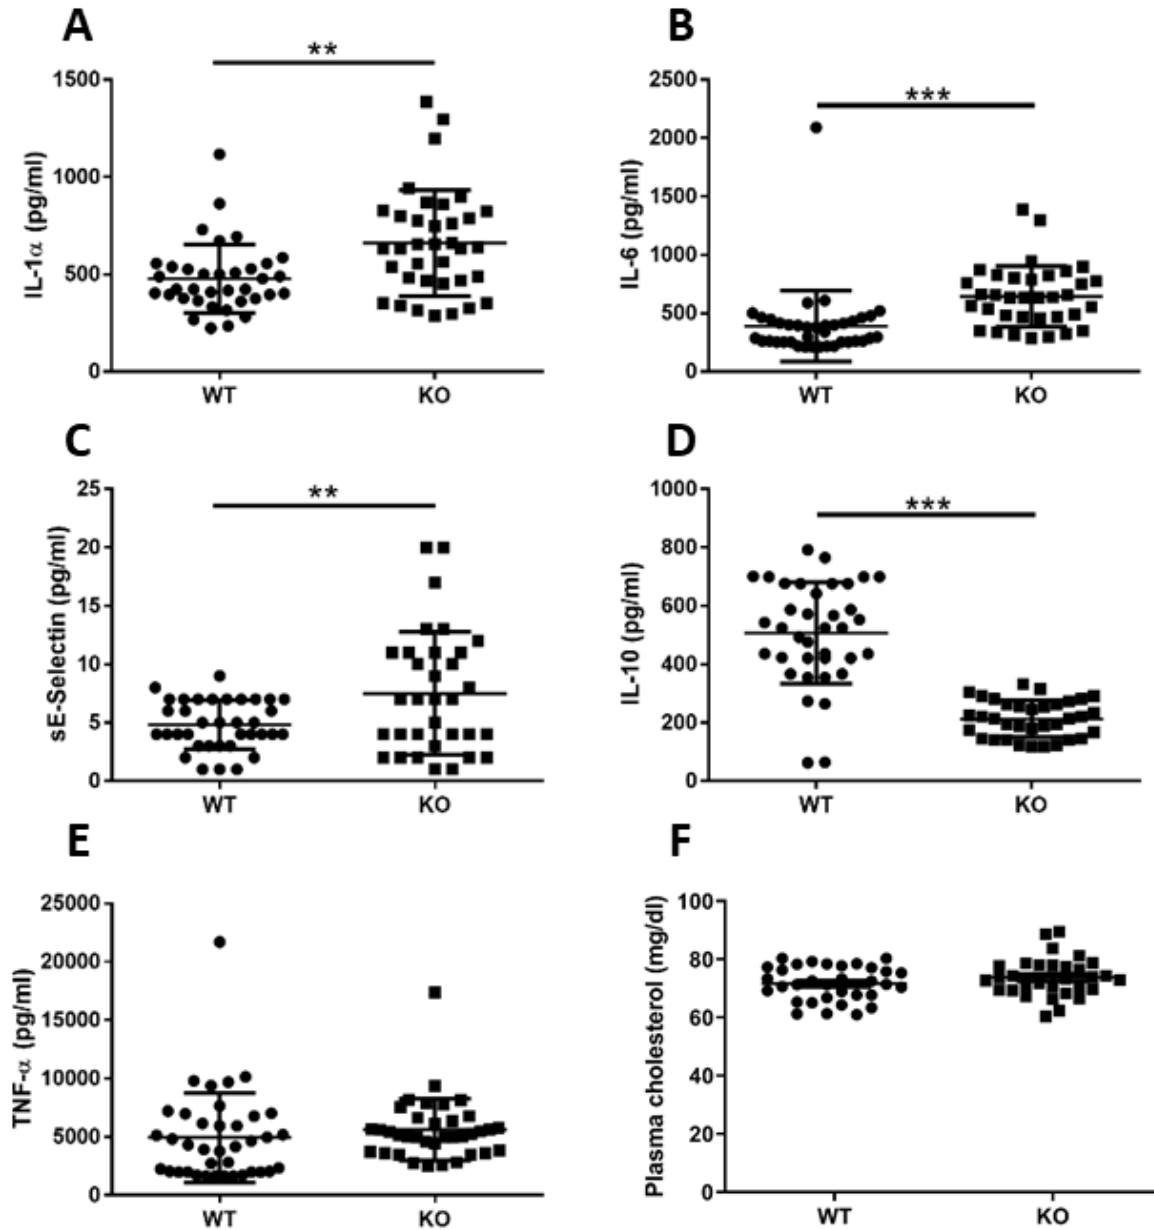 A
**
IL-1α (pg/ml)
1500
1000
500
0
WT
KO
B
***
IL-6 (pg/ml)
2500
2000
1500
1000
500
0
WT
KO
C
**
sE-Selectin (pg/ml)
25
20
15
10
5
0
WT
KO
D
***
IL-10 (pg/ml)
1000
800
600
400
200
0
WT
KO
E
TNF-α (pg/ml)
25000
20000
15000
10000
5000
0
WT
KO
F
Plasma cholesterol (mg/dl)
100
80
60
40
20
0
WT
KO